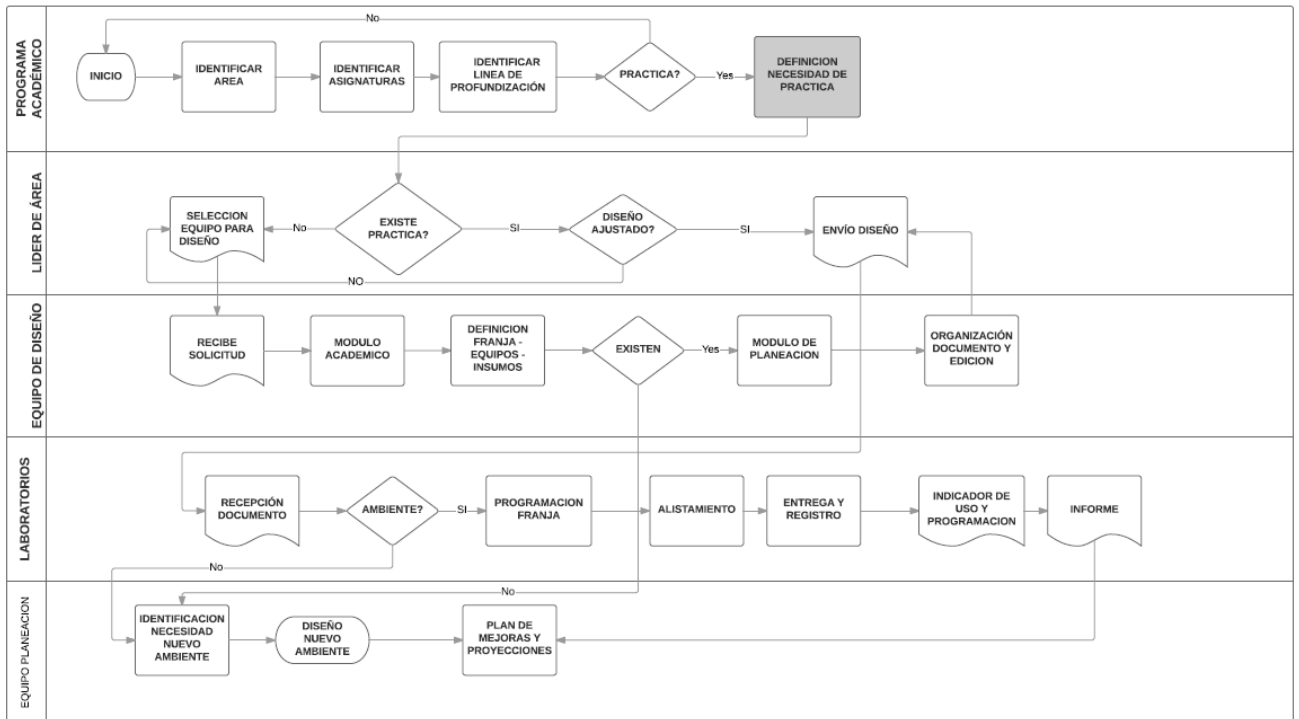 PROGRAMA
ACADÉMICO
No
INICIO
IDENTIFICAR
AREA
IDENTIFICAR
ASIGNATURAS
IDENTIFICAR
LINEA DE
PROFUNDIZACIÓN
PRACTICA?
Yes
DEFINICION
NECESIDAD DE
PRACTICA
LIDER DE ÁREA
SELECCION
EQUIPO PARA
DISEÑO
No
EXISTE
PRACTICA?
SI
DISEÑO
AJUSTADO?
SI
ENVÍO DISEÑO
NO
EQUIPO DE DISEÑO
RECIBE
SOLICITUD
MODULO
ACADEMICO
DEFINICION
FRANJA -
EQUIPOS -
INSUMOS
EXISTEN
Yes
MODULO DE
PLANEACION
ORGANIZACIÓN
DOCUMENTO Y
EDICION
LABORATORIOS
RECEPCIÓN
DOCUMENTO
AMBIENTE?
SI
PROGRAMACION
FRANJA
ALISTAMIENTO
ENTREGA Y
REGISTRO
INDICADOR DE
USO Y
PROGRAMACION
INFORME
No
EQUIPO PLANEACION
No
IDENTIFICACION
NECESIDAD
NUEVO
AMBIENTE
DISEÑO
NUEVO
AMBIENTE
PLAN DE
MEJORAS Y
PROYECCIONES